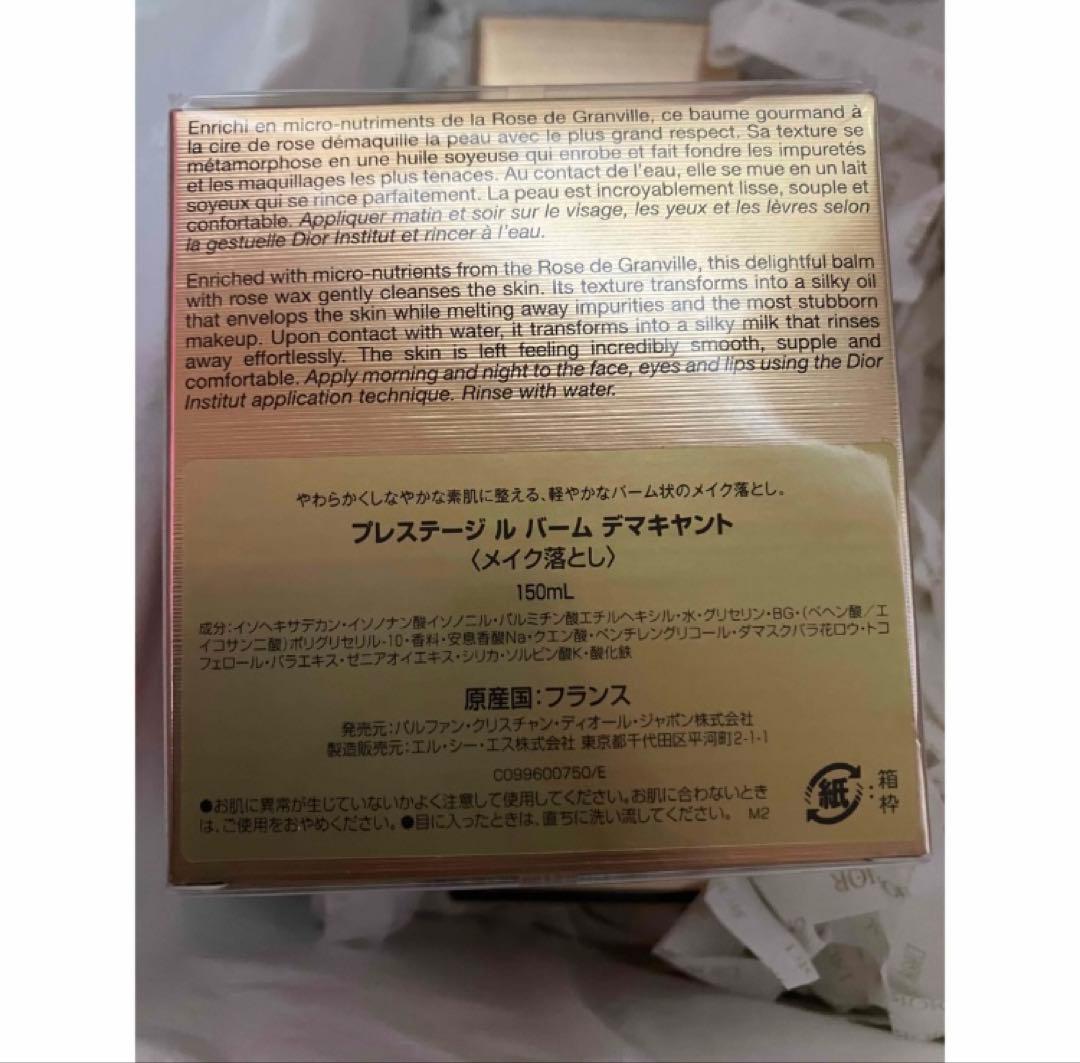 Enrichi en micro-nutriments de la Rose de Granville, ce baume gourmand à
la cire de rose démaquille la peau avec le plus grand respect. Sa texture se
métamorphose en une huile soyeuse qui enrobe et fait fondre les impuretés
et les maquillages les plus tenaces. Au contact de l'eau, elle se mue en un lait
soyeux qui se rince parfaitement. La peau est incroyablement lisse, souple et
confortable. Appliquer matin et soir sur le visage, les yeux et les lèvres selon
la gestuelle Dior Institut et rincer à l'eau.
Enriched with micro-nutrients from the Rose de Granville, this delightful balm
with rose wax gently cleanses the skin. Its texture transforms into a silky oil
that envelops the skin while melting away impurities and the most stubborn
makeup. Upon contact with water, it transforms into a silky milk that rinses
away effortlessly. The skin is left feeling incredibly smooth, supple and
comfortable. Apply morning and night to the face, eyes and lips using the Dior
Institut application technique. Rinse with water.
やわらかくしなやかな素肌に整える、軽やかなバーム状のメイク落とし。
プレステージ ル バーム デマキヤント
〈メイク落とし〉
150mL
成分:イソヘキサデカン・イソノナン酸イソノニル・パルミチン酸エチルヘキシル・水・グリセリン・BG・(ベヘン酸/エ
イコサン二酸)ポリグリセリル-10・香料・安息香酸Na・クエン酸・ペンチレングリコール・ダマスクバラ花ロウ・トコ
フェロール・バラエキス・ゼニアオイエキス・シリカ・ソルビン酸K・酸化鉄
原産国:フランス
発売元:パルファン・クリスチャン・ディオール・ジャポン株式会社
製造販売元:エル・シー・エス株式会社 東京都千代田区平河町2-1-1
C099600750/E
●お肌に異常が生じていないかよく注意して使用してください。お肌に合わないとき
は、ご使用をおやめください。●目に入ったときは、直ちに洗い流してください。 M2
紙:箱
枠
DIOR